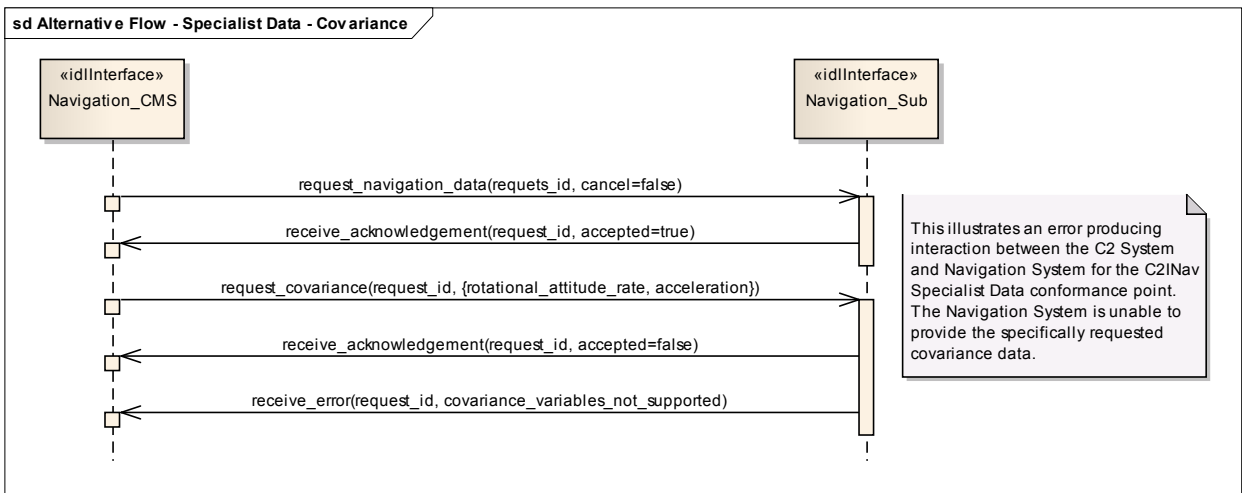 sd Alternative Flow - Specialist Data - Covariance
«idlInterface»
Navigation_CMS
«idlInterface»
Navigation_Sub
request_navigation_data(requets_id, cancel=false)
receive_acknowledgement(request_id, accepted=true)
request_covariance(request_id, {rotational_attitude_rate, acceleration})
receive_acknowledgement(request_id, accepted=false)
receive_error(request_id, covariance_variables_not_supported)
This illustrates an error producing
interaction between the C2 System
and Navigation System for the C2INav
Specialist Data conformance point.
The Navigation System is unable to
provide the specifically requested
covariance data.